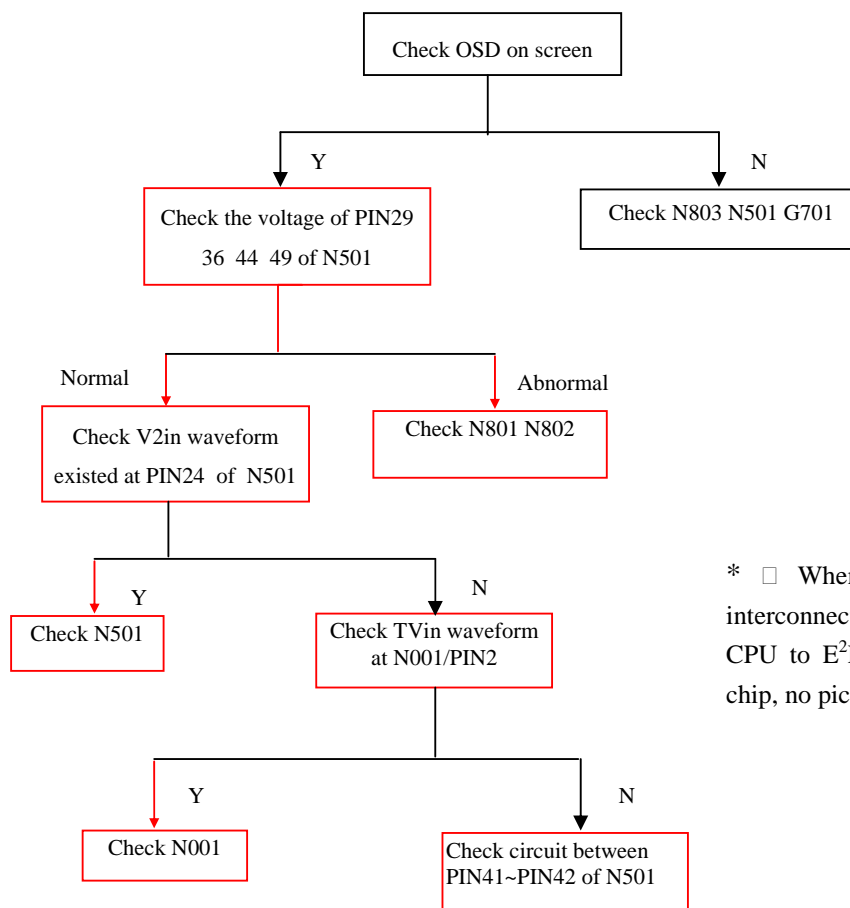 Check OSD on screen
Y
N
Check the voltage of PIN29
36 44 49 of N501
Check N803 N501 G701
Normal
Abnormal
Check V2in waveform
existed at PIN24 of N501
Check N801 N802
Y
N
Check N501
Check TVin waveform
at N001/PIN2
* □ When
interconnec
CPU to E²
chip, no pic
Y
N
Check N001
Check circuit between
PIN41~PIN42 of N501